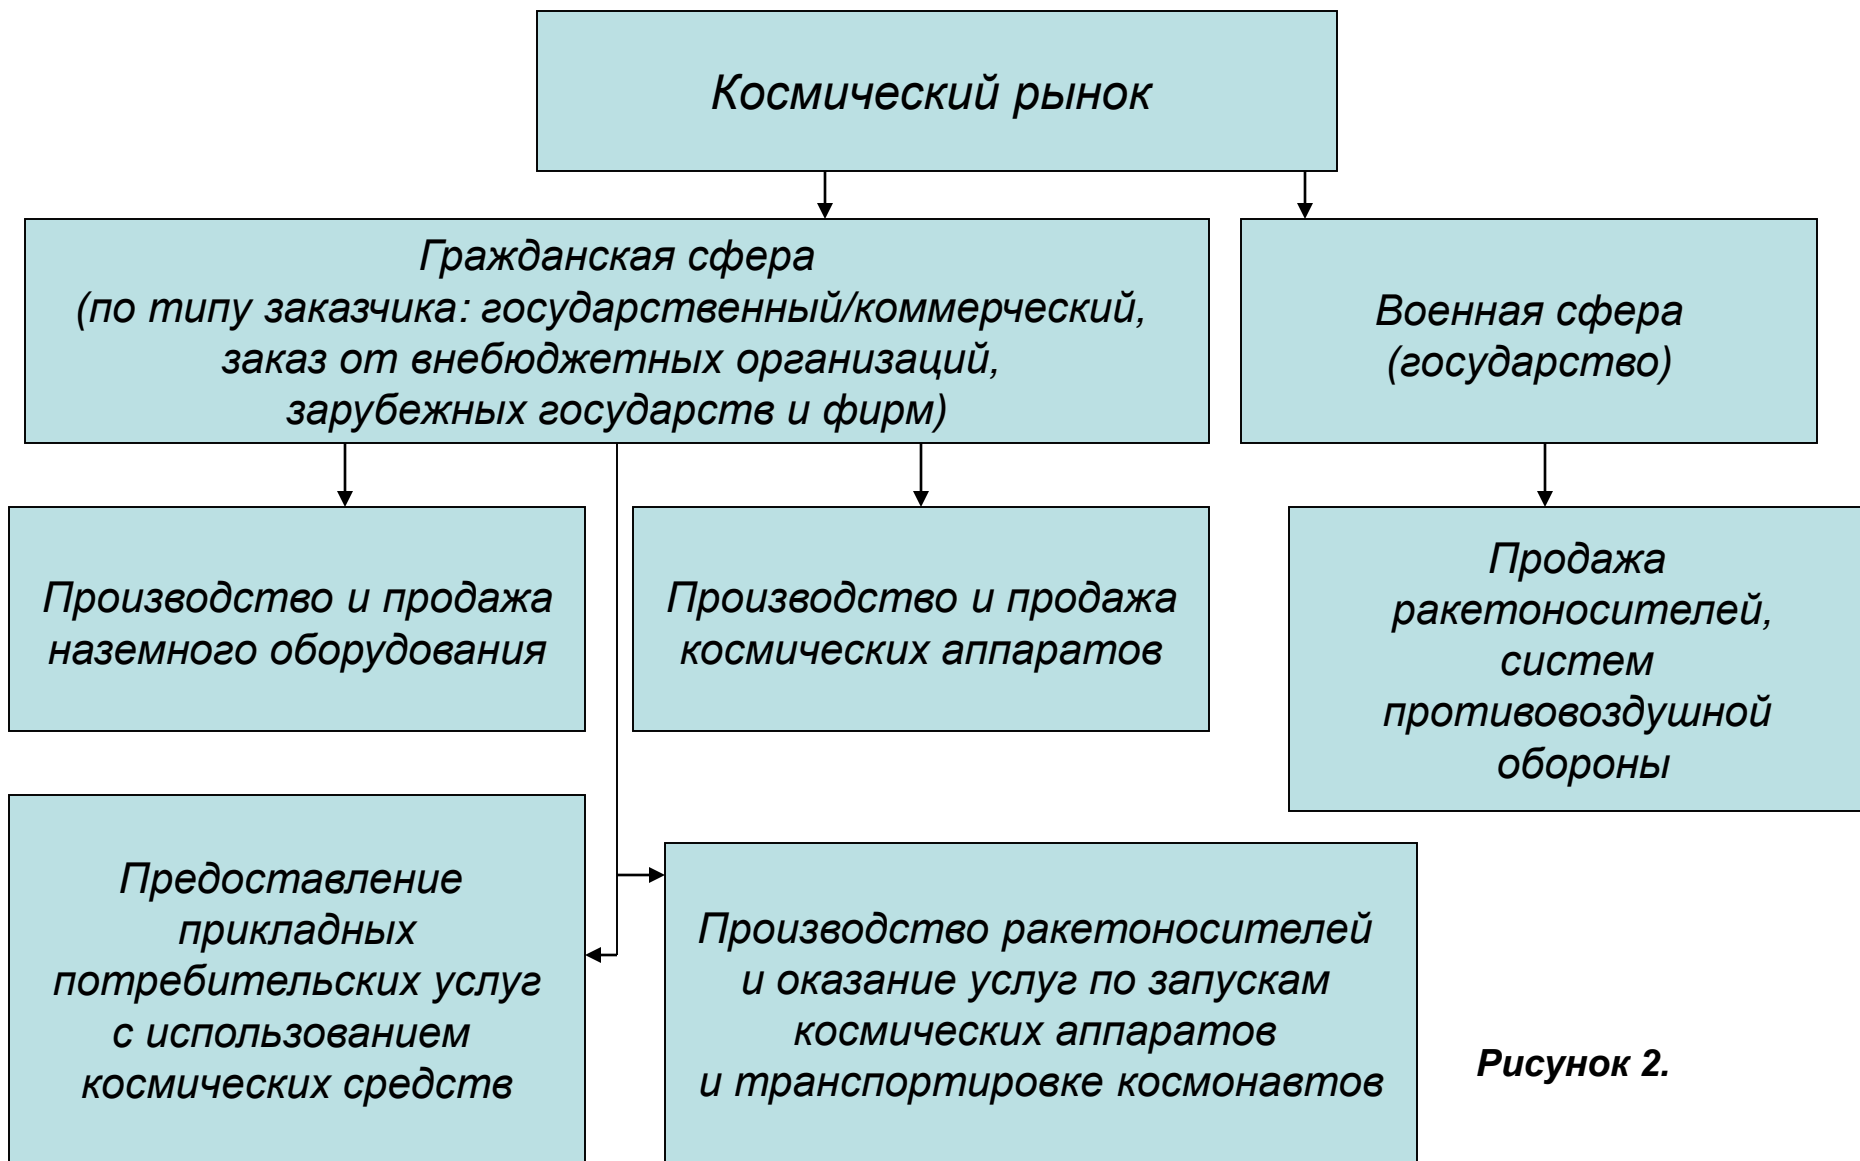 Космический рынок
Гражданская сфера
(по типу заказчика: государственный/коммерческий,
заказ от внебюджетных организаций,
зарубежных государств и фирм)
Военная сфера
(государство)
Производство и продажа
наземного оборудования
Производство и продажа
космических аппаратов
Продажа
ракетоносителей,
систем
противовоздушной
обороны
Предоставление
прикладных
потребительских услуг
с использованием
космических средств
Производство ракетоносителей
и оказание услуг по запускам
космических аппаратов
и транспортировке космонавтов
Рисунок 2.